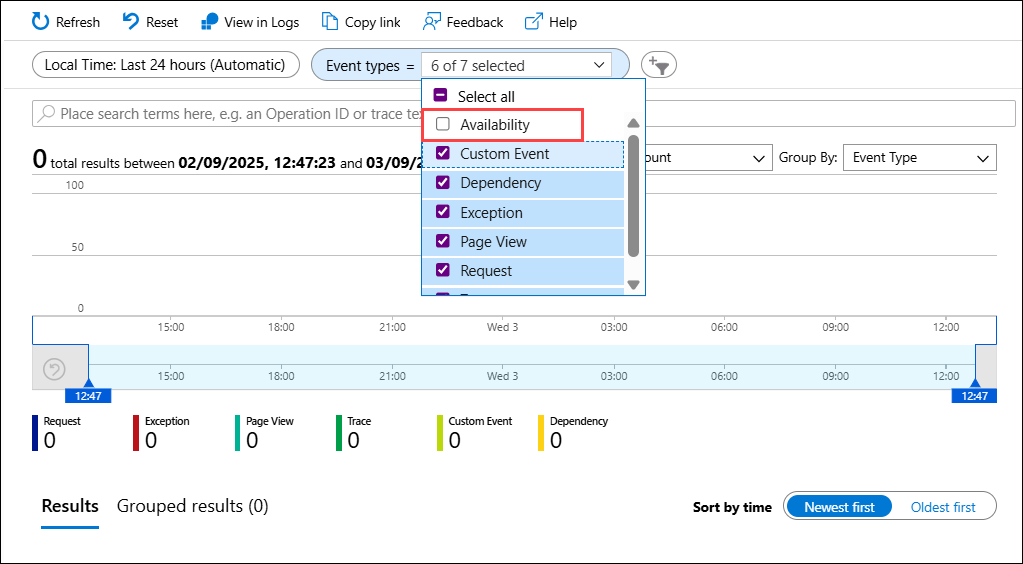 Refresh Reset View in Logs Copy link Feedback Help
Local Time: Last 24 hours (Automatic) Event types = 6 of 7 selected
Select all
Place search terms here, e.g. an Operation ID or trace
Availability
0 total results between 02/09/2025, 12:47:23 and 03/09/
Custom Event
Group By: Event Type
Dependency
Exception
Page View
Request
100
50
0
15:00 18:00 21:00 Wed 3 03:00 06:00 09:00 12:00
15:00 18:00 21:00 Wed 3 03:00 06:00 09:00 12:00
12:47 12:47
Request Exception Page View Trace Custom Event Dependency
0 0 0 0 0 0
Results Grouped results (0) Sort by time Newest first Oldest first